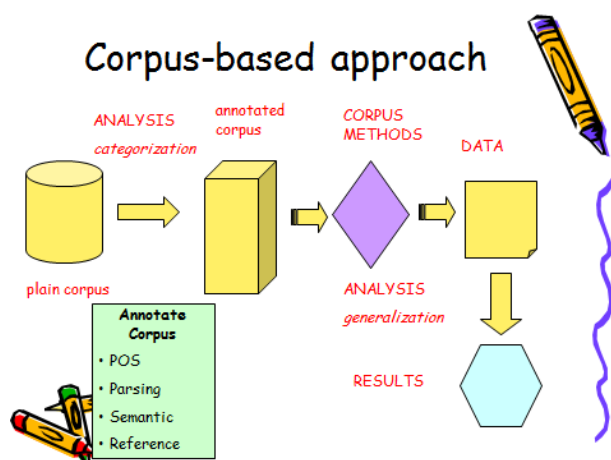 Corpus-based approach
ANALYSIS
categorization
annotated
corpus
CORPUS
METHODS
DATA
plain corpus
ANALYSIS
generalization
Annotate
Corpus
• POS
• Parsing
• Semantic
• Reference
RESULTS